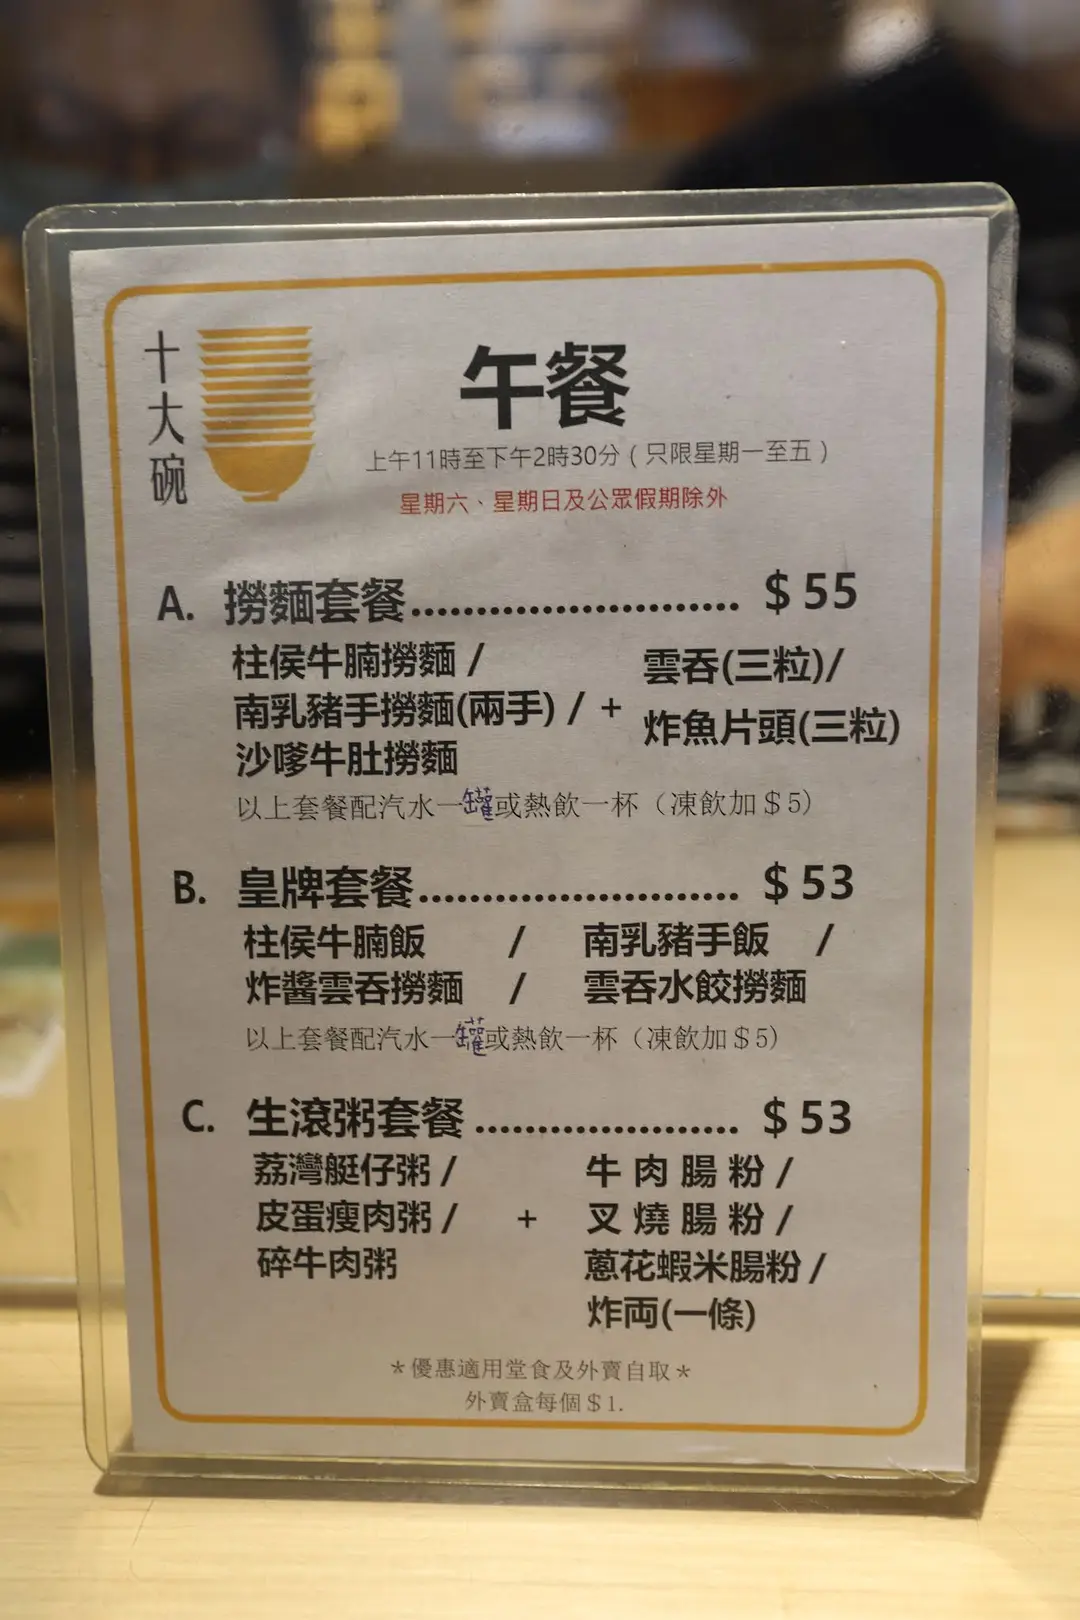 十大碗
午餐
上午11時至下午2時30分（只限星期一至五）
星期六、星期日及公眾假期除外
A. 撈麵套餐......................... $55
柱侯牛腩撈麵 /
南乳豬手撈麵(兩手) / + 雲吞(三粒)/
沙嗲牛肚撈麵 炸魚片頭(三粒)
以上套餐配汽水一罐或熱飲一杯（凍飲加$5）
B. 皇牌套餐......................... $53
柱侯牛腩飯 / 南乳豬手飯 /
炸醬雲吞撈麵 / 雲吞水餃撈麵
以上套餐配汽水一罐或熱飲一杯（凍飲加$5）
C. 生滾粥套餐..................... $53
荔灣艇仔粥 / 牛肉腸粉 /
皮蛋瘦肉粥 / + 叉燒腸粉 /
碎牛肉粥 蔥花蝦米腸粉 /
炸両(一條)
*優惠適用堂食及外賣自取*
外賣盒每個$1.